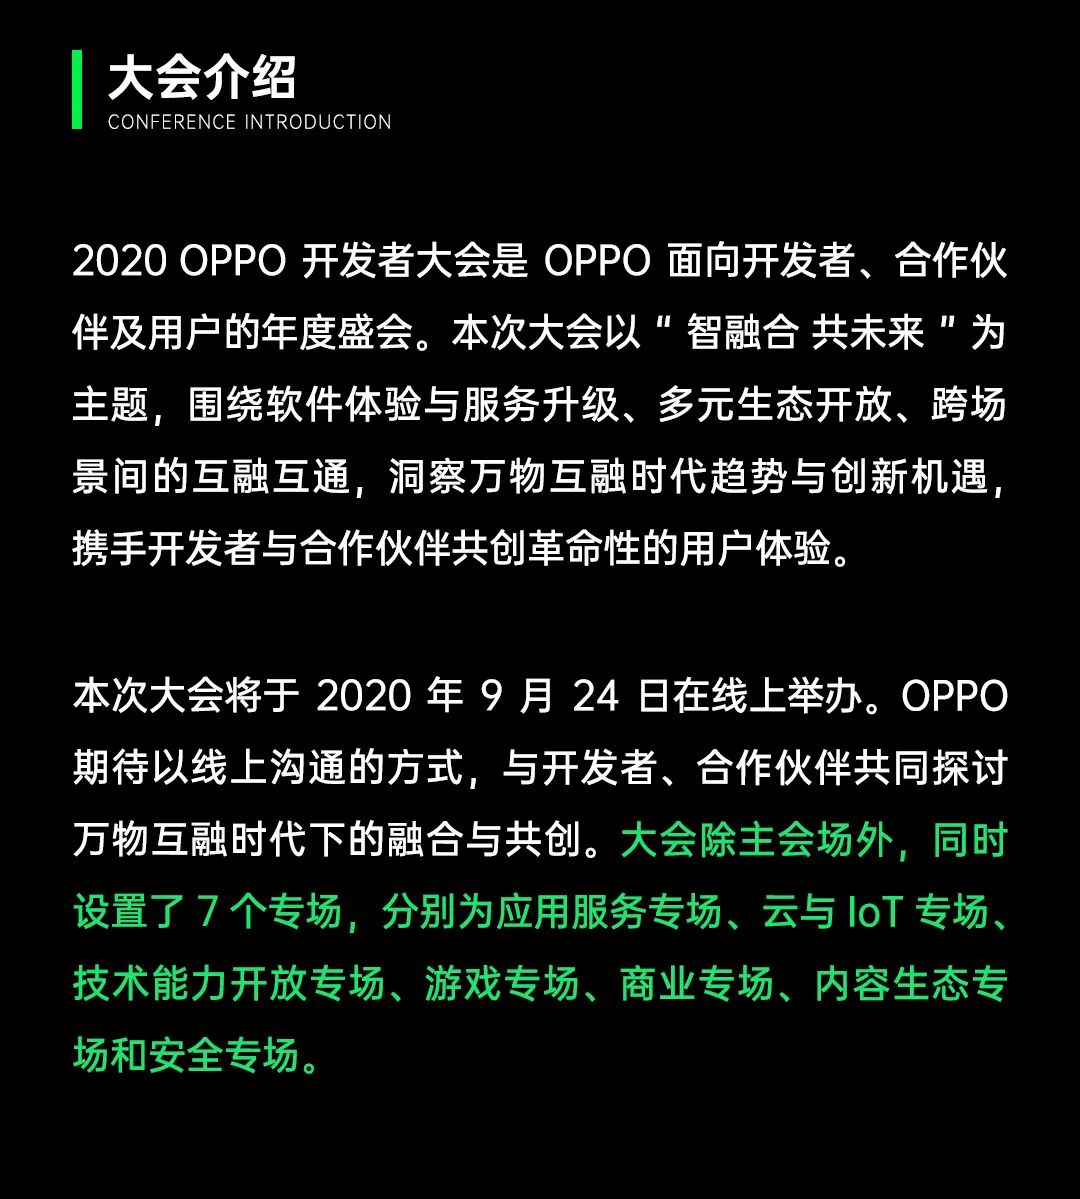 大会介绍
CONFERENCE INTRODUCTION
2020 OPPO 开发者大会是 OPPO 面向开发者、合作伙
伴及用户的年度盛会。本次大会以 “ 智融合 共未来 ” 为
主题，围绕软件体验与服务升级、多元生态开放、跨场
景间的互融互通，洞察万物互融时代趋势与创新机遇，
携手开发者与合作伙伴共创革命性的用户体验。
本次大会将于 2020 年 9 月 24 日在线上举办。OPPO
期待以线上沟通的方式，与开发者、合作伙伴共同探讨
万物互融时代下的融合与共创。大会除主会场外，同时
设置了 7 个专场，分别为应用服务专场、云与 IoT 专场、
技术能力开放专场、游戏专场、商业专场、内容生态专
场和安全专场。